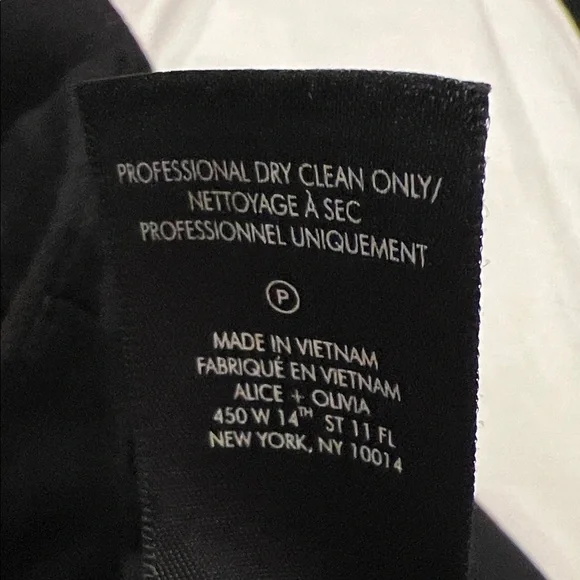 PROFESSIONAL DRY CLEAN ONLY/
NETTOYAGE À SEC
PROFESSIONNEL UNIQUEMENT
P
MADE IN VIETNAM
FABRIQUÉ EN VIETNAM
ALICE + OLIVIA
450 W 14TH ST 11 FL
NEW YORK, NY 10014